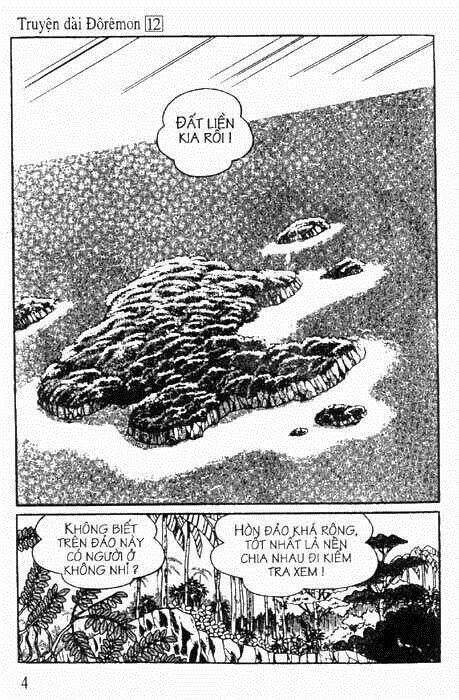 Truyện dài Đôrêmon 12
ĐẤT LIỀN
KIA RỒI !
KHÔNG BIẾT
TRÊN ĐẢO NÀY
CÓ NGƯỜI Ở
KHÔNG NHỈ ?
HÒN ĐẢO KHÁ RỘNG,
TỐT NHẤT LÀ NÊN
CHIA NHAU ĐI KIỂM
TRA XEM !
4